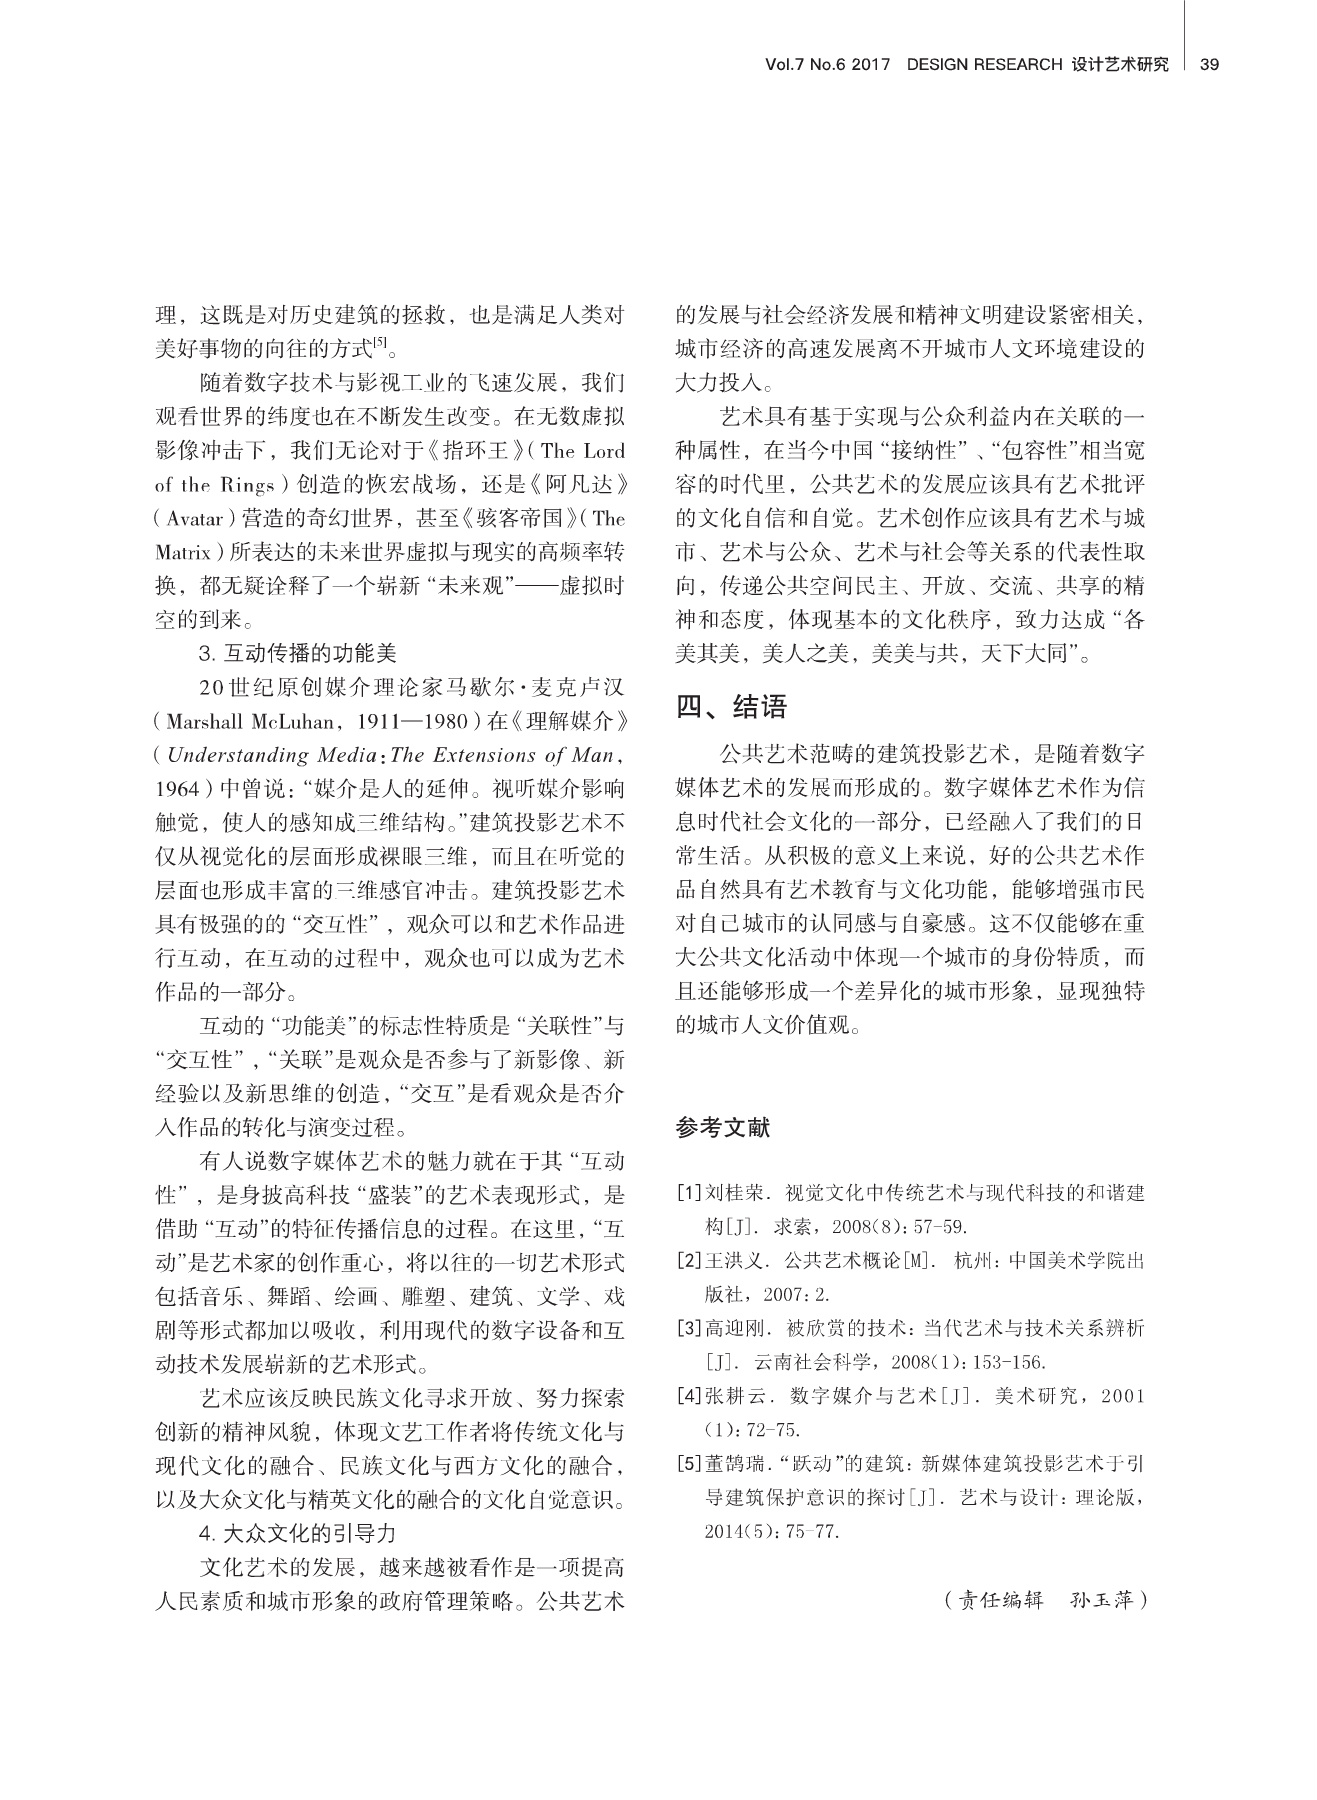 Vol.7 No.6 2017 DESIGN RESEARCH 设计艺术研究 39
理，这既是对历史建筑的拯救，也是满足人类对
美好事物的向往的方式[5]。
随着数字技术与影视工业的飞速发展，我们
观看世界的纬度也在不断发生改变。在无数虚拟
影像冲击下，我们无论对于《指环王》（The Lord
of the Rings）创造的恢宏战场，还是《阿凡达》
（Avatar）营造的奇幻世界，甚至《骇客帝国》（The
Matrix）所表达的未来世界虚拟与现实的高频率转
换，都无疑诠释了一个崭新“未来观”——虚拟时
空的到来。
3. 互动传播的功能美
20世纪原创媒介理论家马歇尔·麦克卢汉
（Marshall McLuhan，1911—1980）在《理解媒介》
（Understanding Media:The Extensions of Man，
1964）中曾说：“媒介是人的延伸。视听媒介影响
触觉，使人的感知成三维结构。”建筑投影艺术不
仅从视觉化的层面形成裸眼三维，而且在听觉的
层面也形成丰富的三维感官冲击。建筑投影艺术
具有极强的的“交互性”，观众可以和艺术作品进
行互动，在互动的过程中，观众也可以成为艺术
作品的一部分。
互动的“功能美”的标志性特质是“关联性”与
“交互性”，“关联”是观众是否参与了新影像、新
经验以及新思维的创造，“交互”是看观众是否介
入作品的转化与演变过程。
有人说数字媒体艺术的魅力就在于其“互动
性”，是身披高科技“盛装”的艺术表现形式，是
借助“互动”的特征传播信息的过程。在这里，“互
动”是艺术家的创作重心，将以往的一切艺术形式
包括音乐、舞蹈、绘画、雕塑、建筑、文学、戏
剧等形式都加以吸收，利用现代的数字设备和互
动技术发展崭新的艺术形式。
艺术应该反映民族文化寻求开放、努力探索
创新的精神风貌，体现文艺工作者将传统文化与
现代文化的融合、民族文化与西方文化的融合，
以及大众文化与精英文化的融合的文化自觉意识。
4. 大众文化的引导力
文化艺术的发展，越来越被看作是一项提高
人民素质和城市形象的政府管理策略。公共艺术
的发展与社会经济发展和精神文明建设紧密相关，
城市经济的高速发展离不开城市人文环境建设的
大力投入。
艺术具有基于实现与公众利益内在关联的一
种属性，在当今中国“接纳性”、“包容性”相当宽
容的时代里，公共艺术的发展应该具有艺术批评
的文化自信和自觉。艺术创作应该具有艺术与城
市、艺术与公众、艺术与社会等关系的代表性取
向，传递公共空间民主、开放、交流、共享的精
神和态度，体现基本的文化秩序，致力达成“各
美其美，美人之美，美美与共，天下大同”。
四、结语
公共艺术范畴的建筑投影艺术，是随着数字
媒体艺术的发展而形成的。数字媒体艺术作为信
息时代社会文化的一部分，已经融入了我们的日
常生活。从积极的意义上来说，好的公共艺术作
品自然具有艺术教育与文化功能，能够增强市民
对自己城市的认同感与自豪感。这不仅能够在重
大公共文化活动中体现一个城市的身份特质，而
且还能够形成一个差异化的城市形象，显现独特
的城市人文价值观。
参考文献
[1]刘桂荣．视觉文化中传统艺术与现代科技的和谐建
构[J]．求索，2008(8)：57-59.
[2]王洪义．公共艺术概论[M]．杭州：中国美术学院出
版社，2007：2.
[3]高迎刚．被欣赏的技术：当代艺术与技术关系辨析
[J]．云南社会科学，2008(1)：153-156.
[4]张耕云．数字媒介与艺术[J]．美术研究，2001
(1)：72-75.
[5]董鹄瑞．“跃动”的建筑：新媒体建筑投影艺术于引
导建筑保护意识的探讨[J]．艺术与设计：理论版，
2014(5)：75-77.
（责任编辑 孙玉萍）